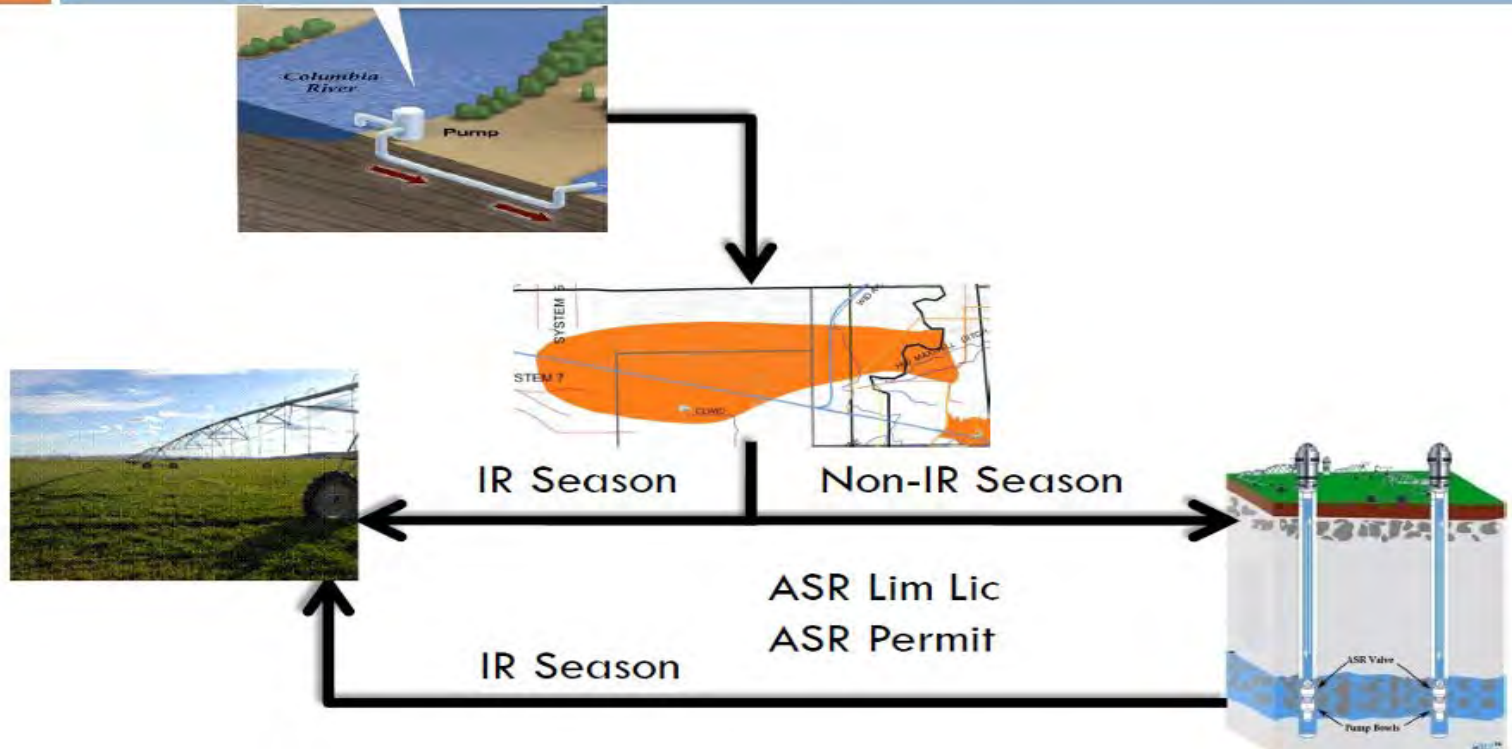 Columbia
River
Pump
SYSTEM 5
STEM 7
CLWID
IR Season
Non-IR Season
ASR Lim Lic
ASR Permit
IR Season
ASR Valve
Pump Bowls